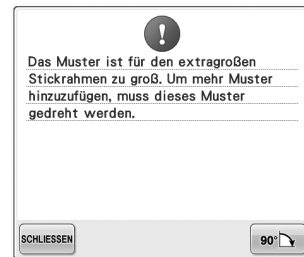 Das Muster ist für den extragroßen
Stickrahmen zu groß. Um mehr Muster
hinzuzufügen, muss dieses Muster
gedreht werden.
SCHLIESSEN
90°